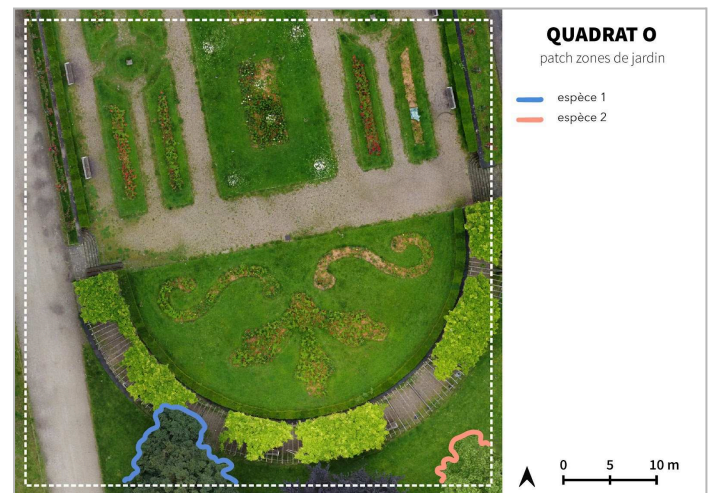 QUADRAT O
patch zones de jardin
espèce 1
espèce 2
0 5 10 m